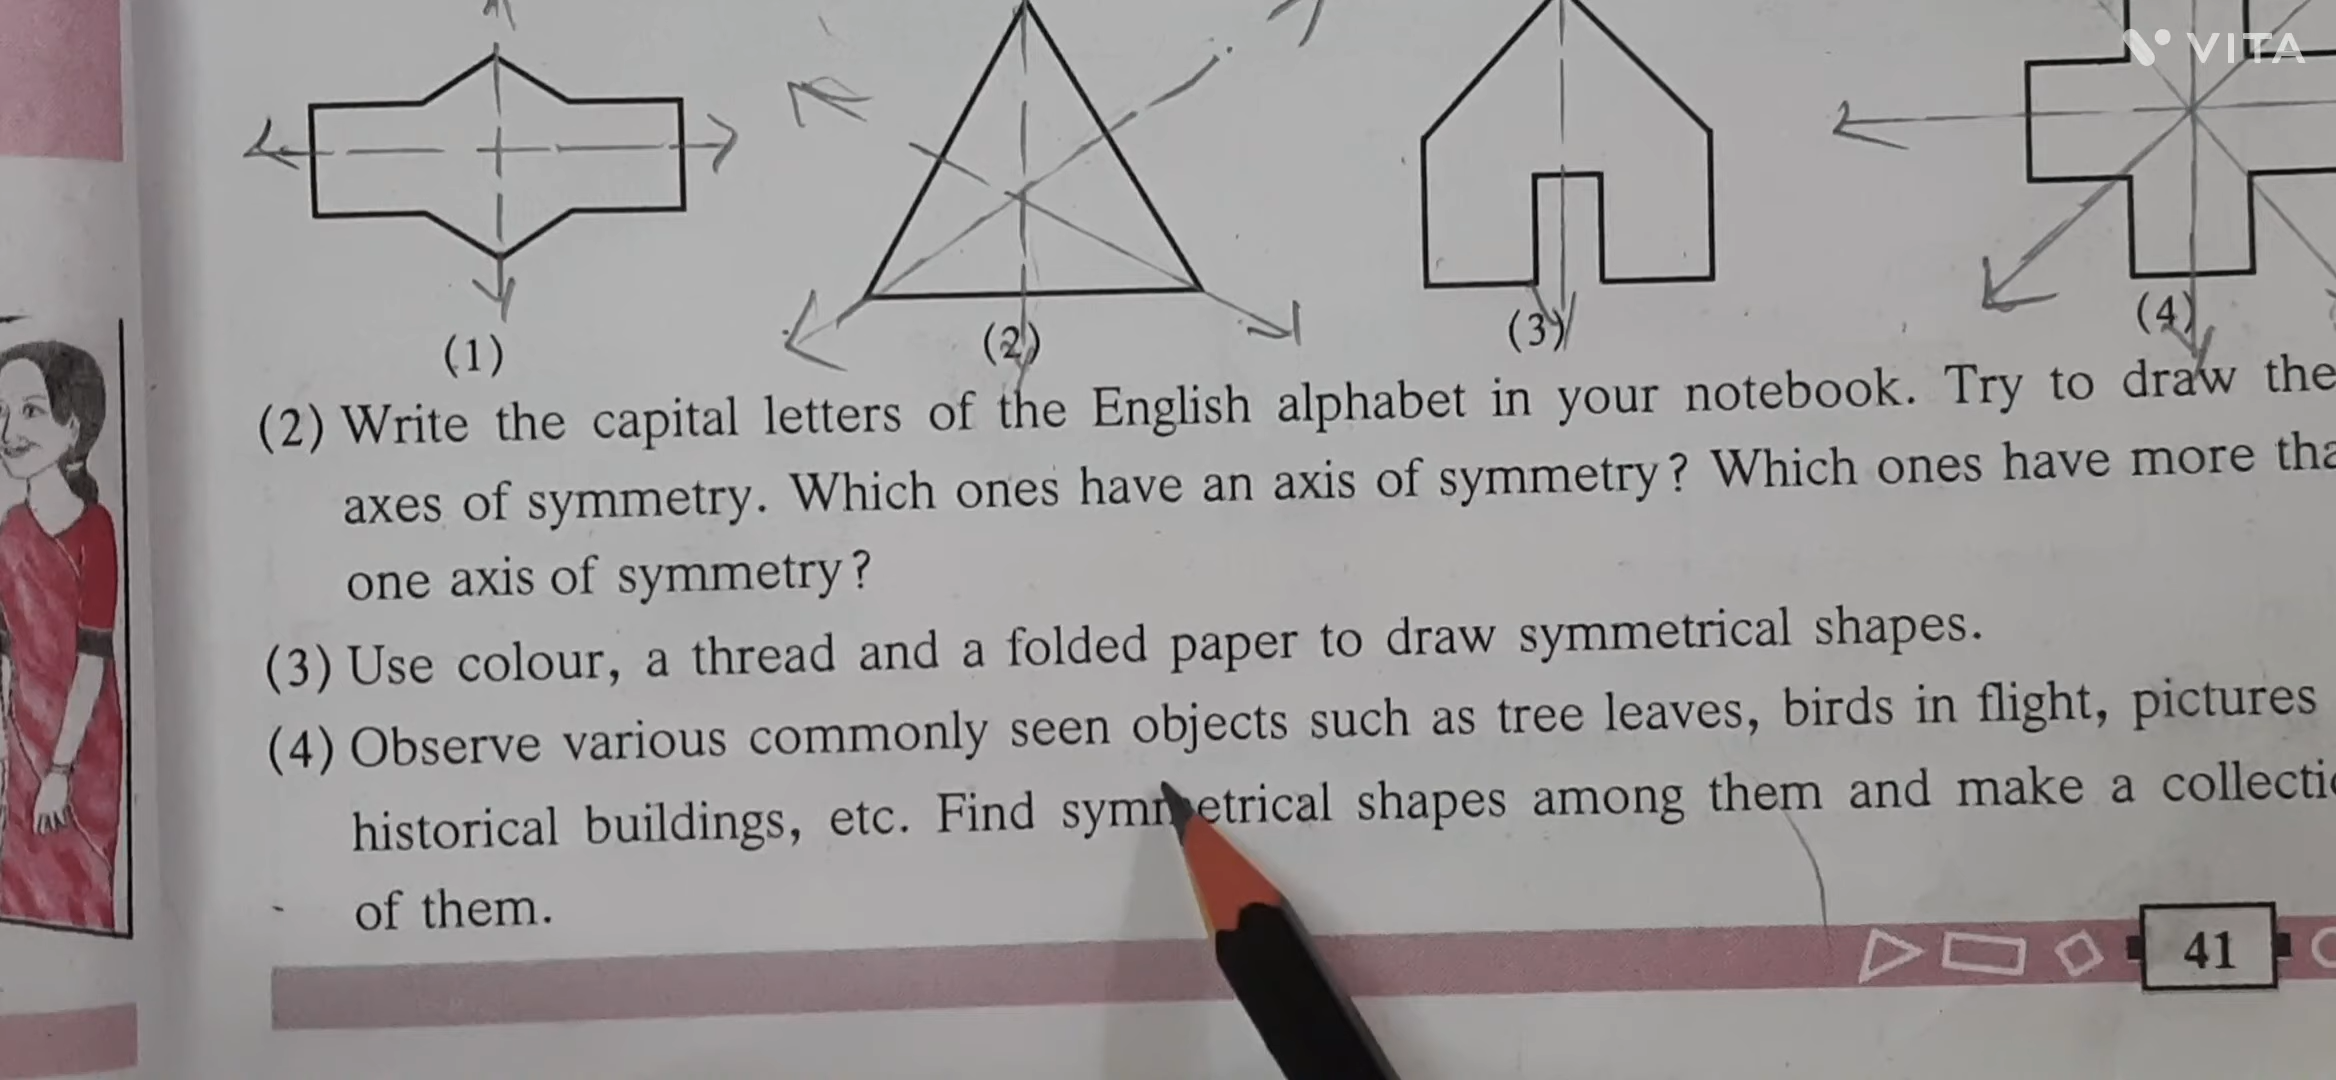 VITA
(1)
(2)
(3)
(4)
(2) Write the capital letters of the English alphabet in your notebook. Try to draw the
axes of symmetry. Which ones have an axis of symmetry? Which ones have more tha
one axis of symmetry?
(3) Use colour, a thread and a folded paper to draw symmetrical shapes.
(4) Observe various commonly seen objects such as tree leaves, birds in flight, pictures
historical buildings, etc. Find symmetrical shapes among them and make a collecti
of them.
41